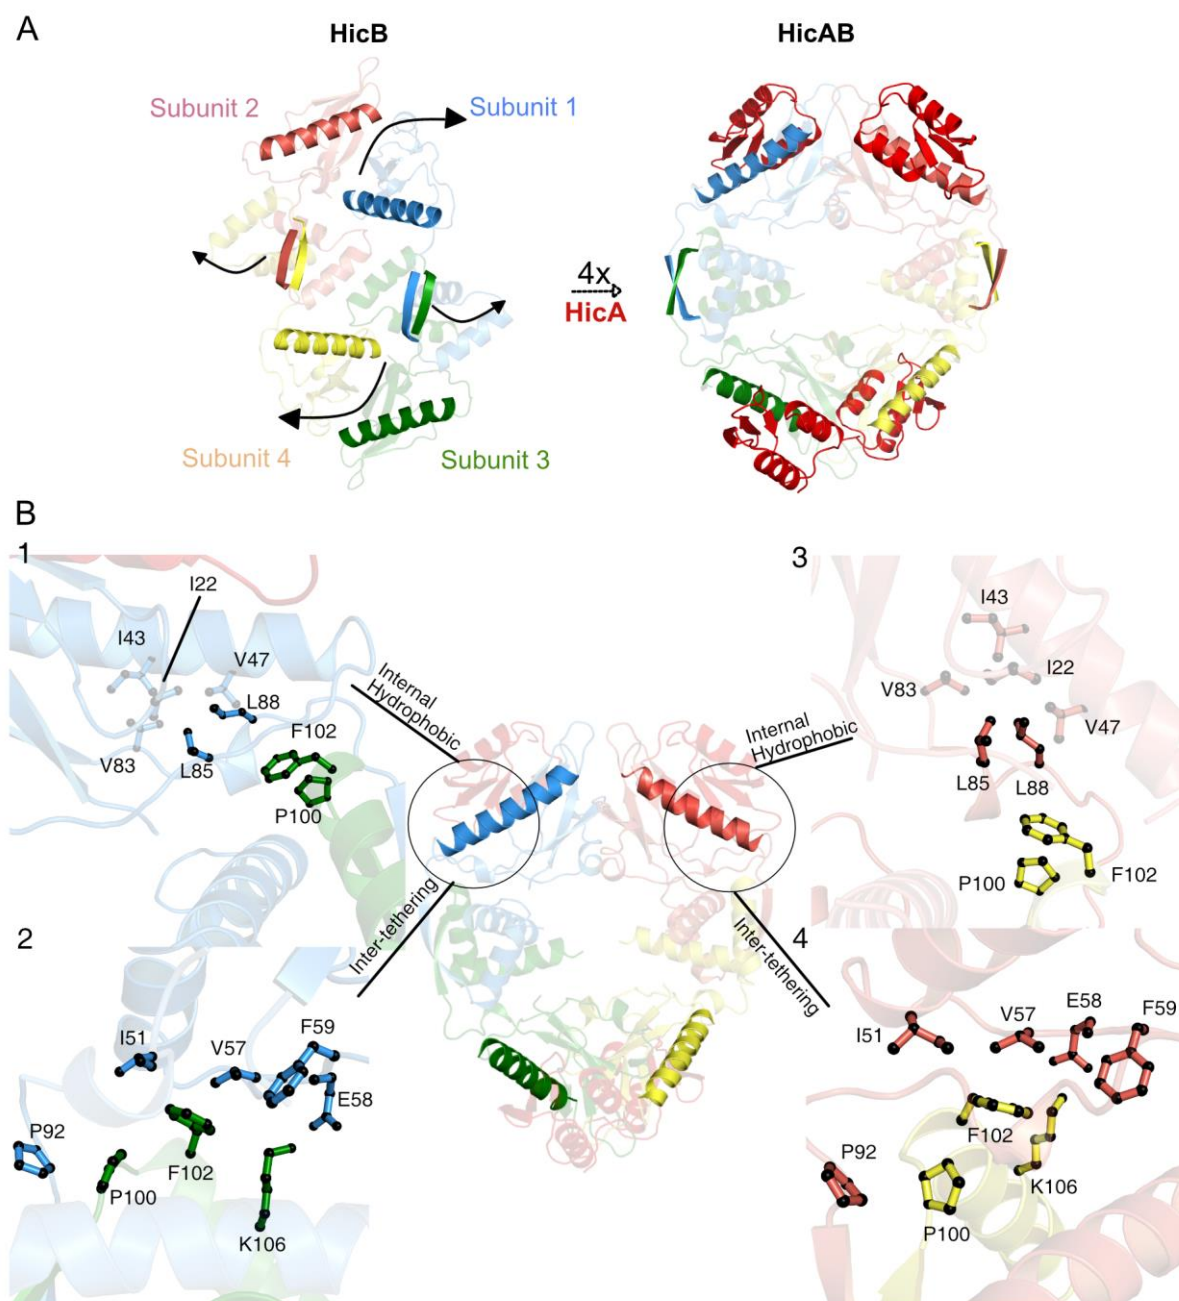 A
HicB
HicAB
Subunit 2
Subunit 1
4x
HicA
Subunit 4
Subunit 3
B
1
I22
I43
V47
L88
F102
V83
L85
P100
Internal
Hydrophobic
3
I43
I22
V83
V47
L85
L88
P100
F102
Internal
Hydrophobic
2
I51
V57
F59
E58
P92
F102
P100
K106
Inter-tethering
4
I51
V57
E58
F59
F102
P92
K106
P100
Inter-tethering